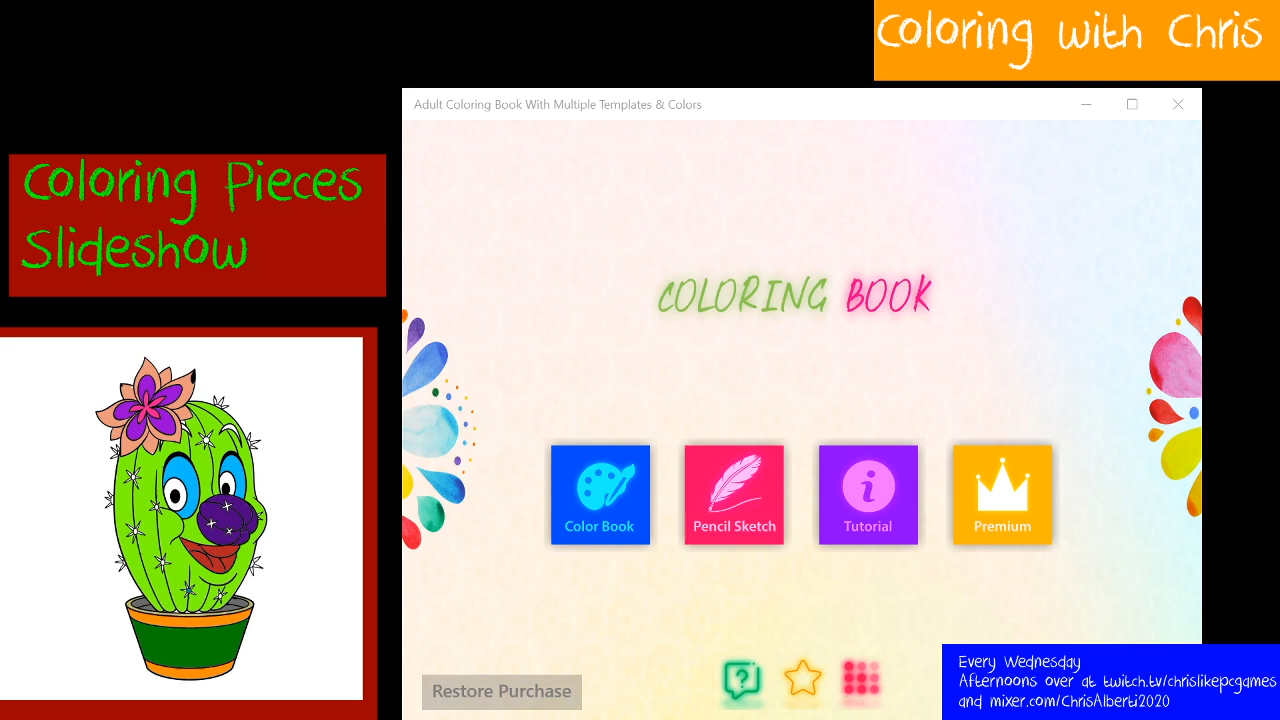 Coloring with Chris
Adult Coloring Book With Multiple Templates & Colors
Coloring Pieces
Slideshow
COLORING BOOK
Color Book
Pencil Sketch
Tutorial
Premium
Restore Purchase
Every Wednesday
Afternoons over at twitch.tv/chrislikepcgames
and mixer.com/ChrisAlberti2020